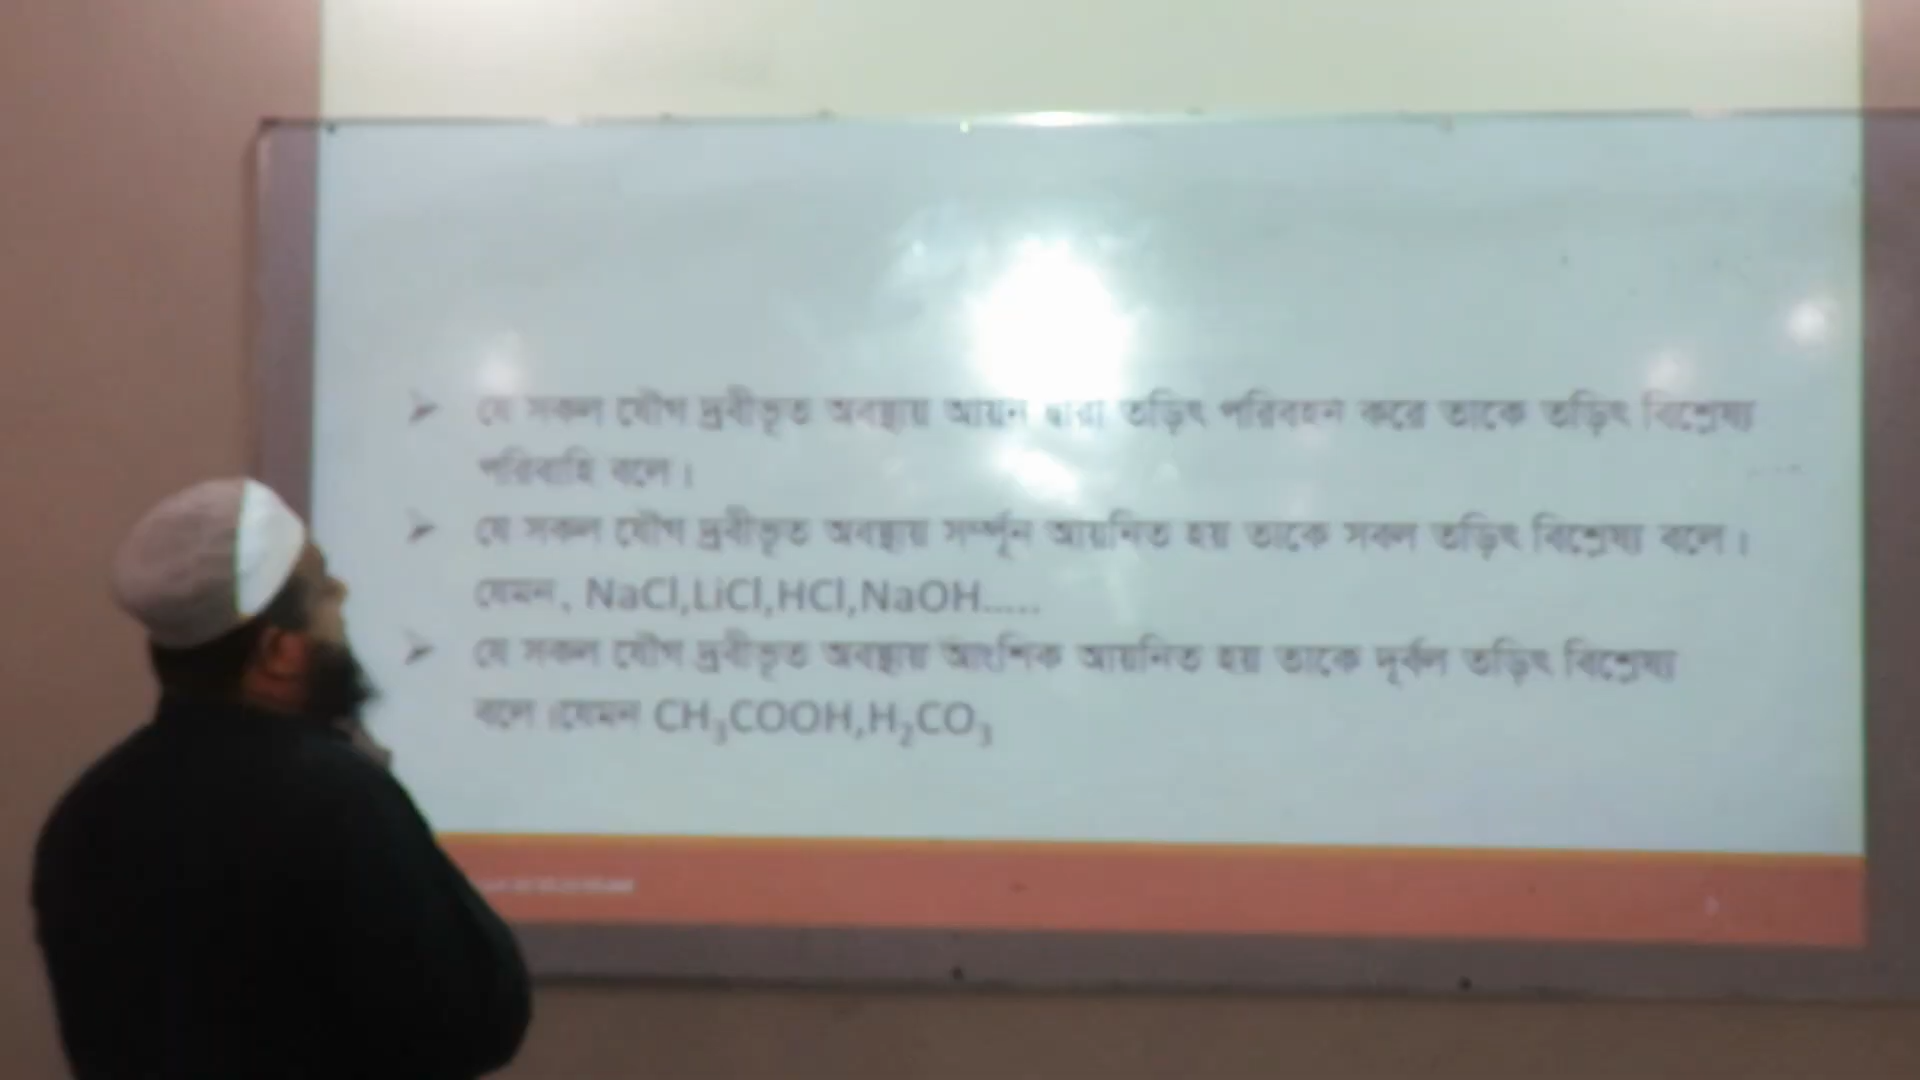 ➢ যে সকল যৌগ দ্রবীভূত অবস্থায় আয়ন দ্বারা তড়িৎ পরিবহন করে তাকে তড়িৎ বিশ্লেষ্য
পরিবাহি বলে।
➢ যে সকল যৌগ দ্রবীভূত অবস্থায় সর্ম্পূন আয়নিত হয় তাকে সবল তড়িৎ বিশ্লেষ্য বলে।
যেমন, NaCl,LiCl,HCl,NaOH.....
➢ যে সকল যৌগ দ্রবীভূত অবস্থায় আংশিক আয়নিত হয় তাকে দূর্বল তড়িৎ বিশ্লেষ্য
বলে।যেমন CH₃COOH,H₂CO₃